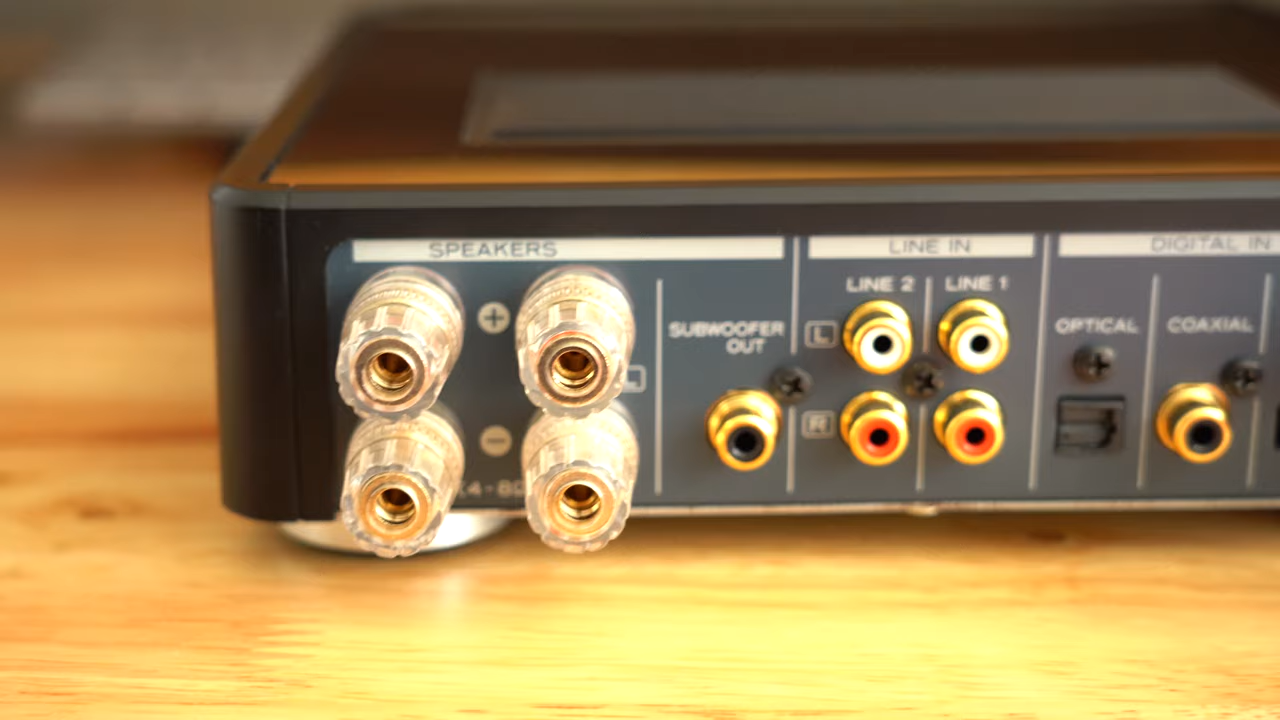 SPEAKERS
LINE IN
DIGITAL IN
LINE 2
LINE 1
SUBWOOFER
OUT
L
OPTICAL
COAXIAL
+
L
R
−